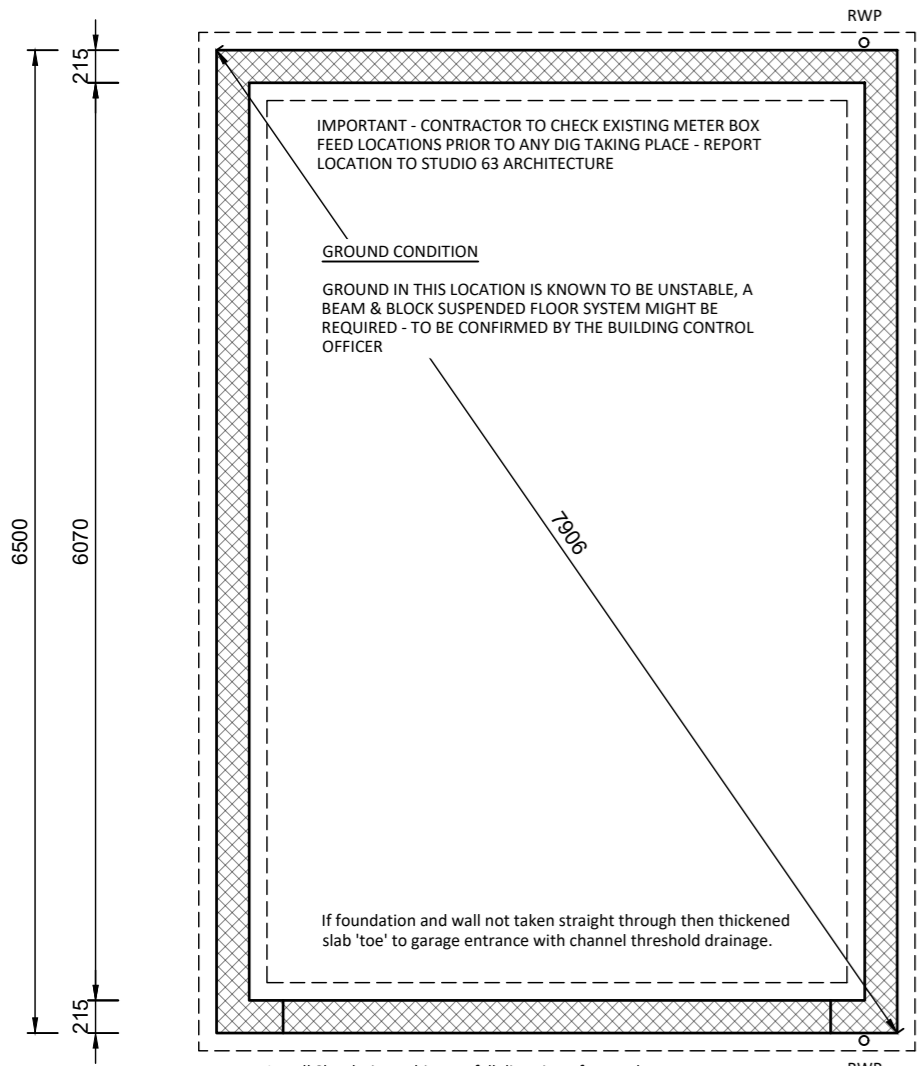 RWP
215
IMPORTANT - CONTRACTOR TO CHECK EXISTING METER BOX
FEED LOCATIONS PRIOR TO ANY DIG TAKING PLACE - REPORT
LOCATION TO STUDIO 63 ARCHITECTURE
GROUND CONDITION
GROUND IN THIS LOCATION IS KNOWN TO BE UNSTABLE, A
BEAM & BLOCK SUSPENDED FLOOR SYSTEM MIGHT BE
REQUIRED - TO BE CONFIRMED BY THE BUILDING CONTROL
OFFICER
6500
6070
7906
If foundation and wall not taken straight through then thickened
slab 'toe' to garage entrance with channel threshold drainage.
215
RWP